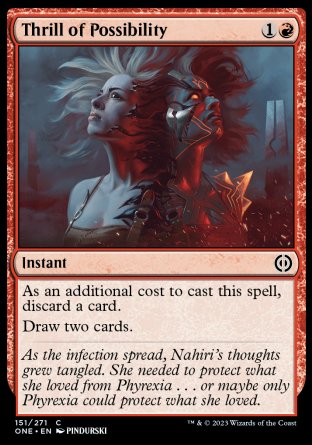 Thrill of Possibility 1
Instant
As an additional cost to cast this spell,
discard a card.
Draw two cards.
As the infection spread, Nahiri's thoughts
grew tangled. She needed to protect what
she loved from Phyrexia . . . or maybe only
Phyrexia could protect what she loved.
151/271 C
ONE • EN PINDURSKI
™ & © 2023 Wizards of the Coast